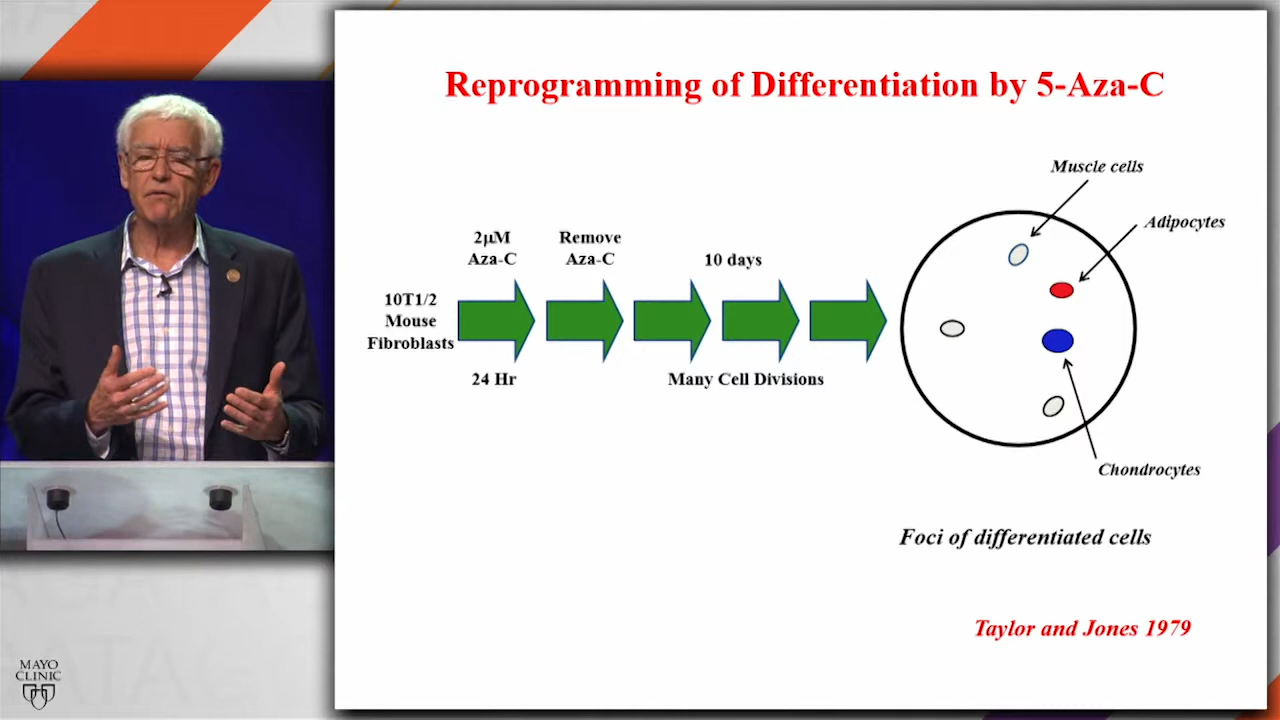 Reprogramming of Differentiation by 5-Aza-C
Muscle cells
Adipocytes
2μM
Aza-C
Remove
Aza-C
10 days
10T1/2
Mouse
Fibroblasts
24 Hr
Many Cell Divisions
Chondrocytes
Foci of differentiated cells
Taylor and Jones 1979
MAYO
CLINIC